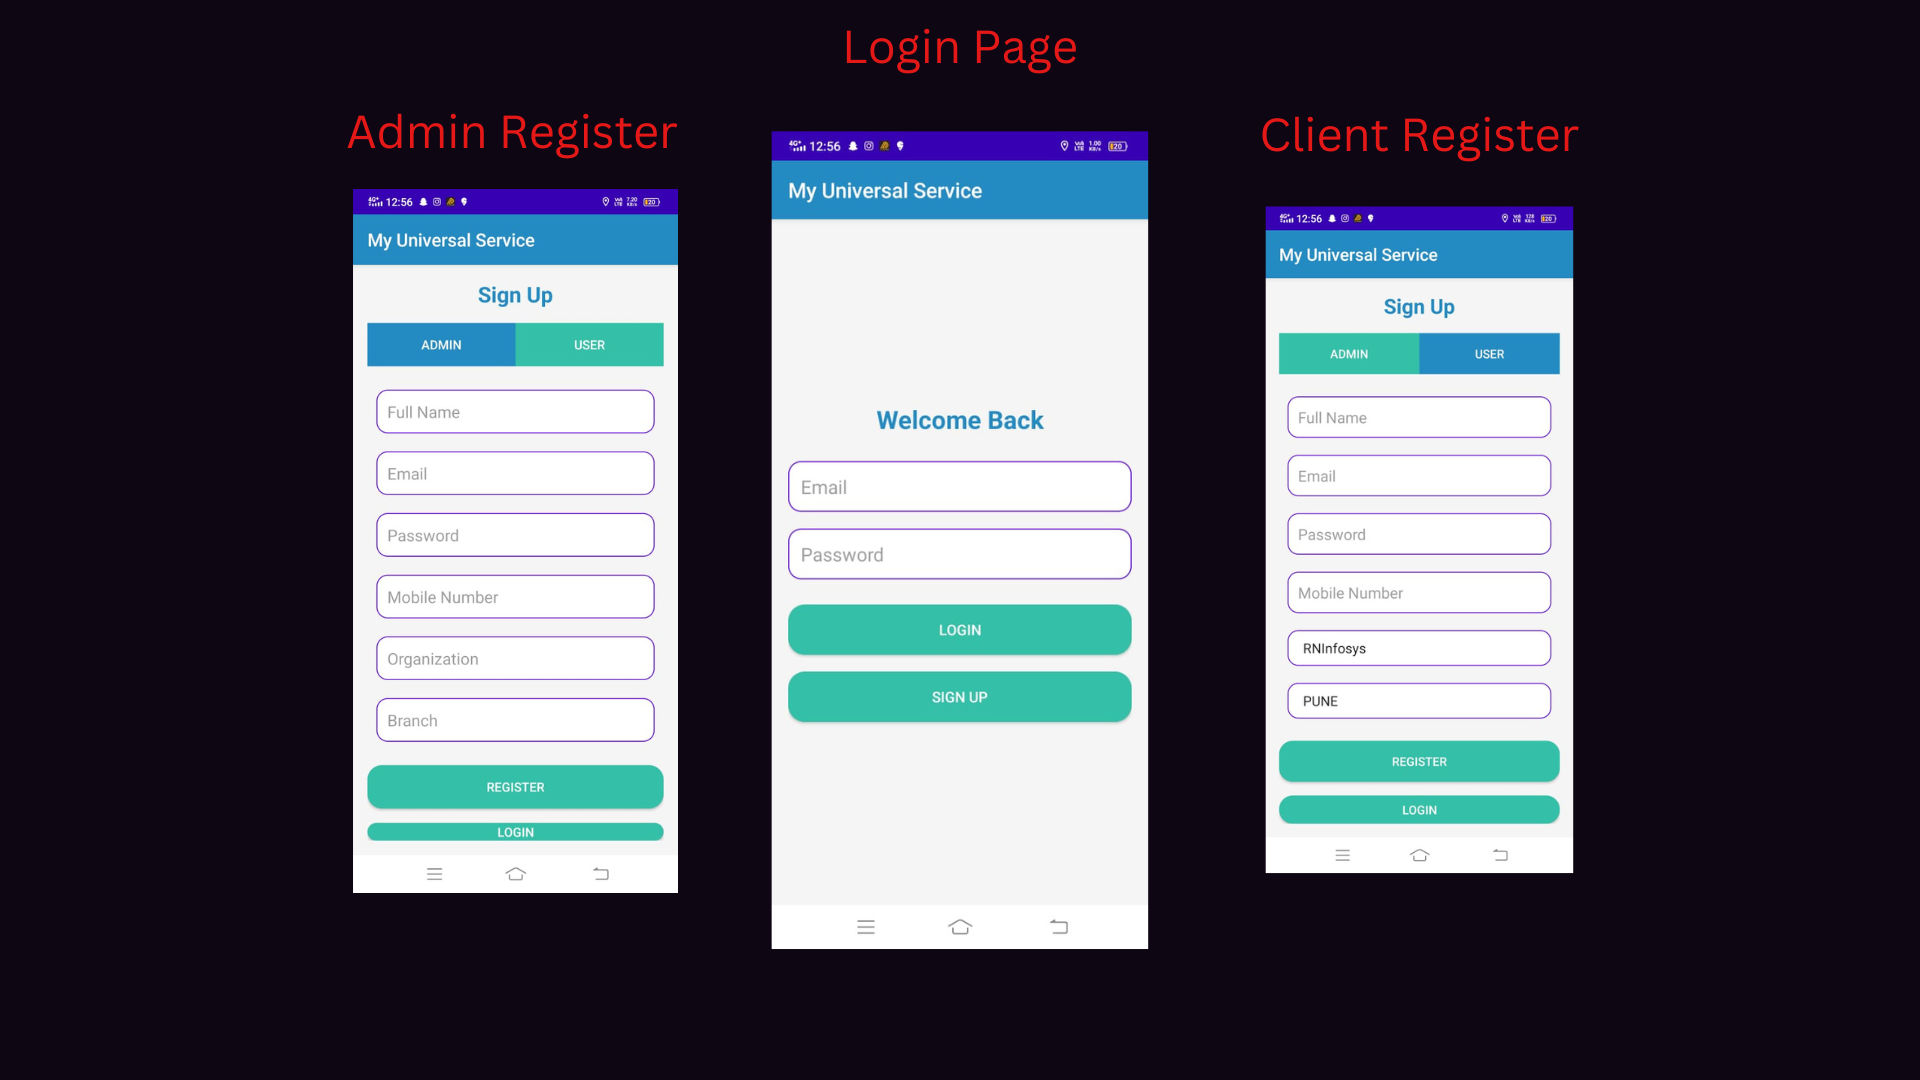 Login Page
Admin Register
12:56
My Universal Service
Sign Up
ADMIN USER
Full Name
Email
Password
Mobile Number
Organization
Branch
REGISTER
LOGIN
12:56
My Universal Service
Welcome Back
Email
Password
LOGIN
SIGN UP
Client Register
12:56
My Universal Service
Sign Up
ADMIN USER
Full Name
Email
Password
Mobile Number
RNInfosys
PUNE
REGISTER
LOGIN